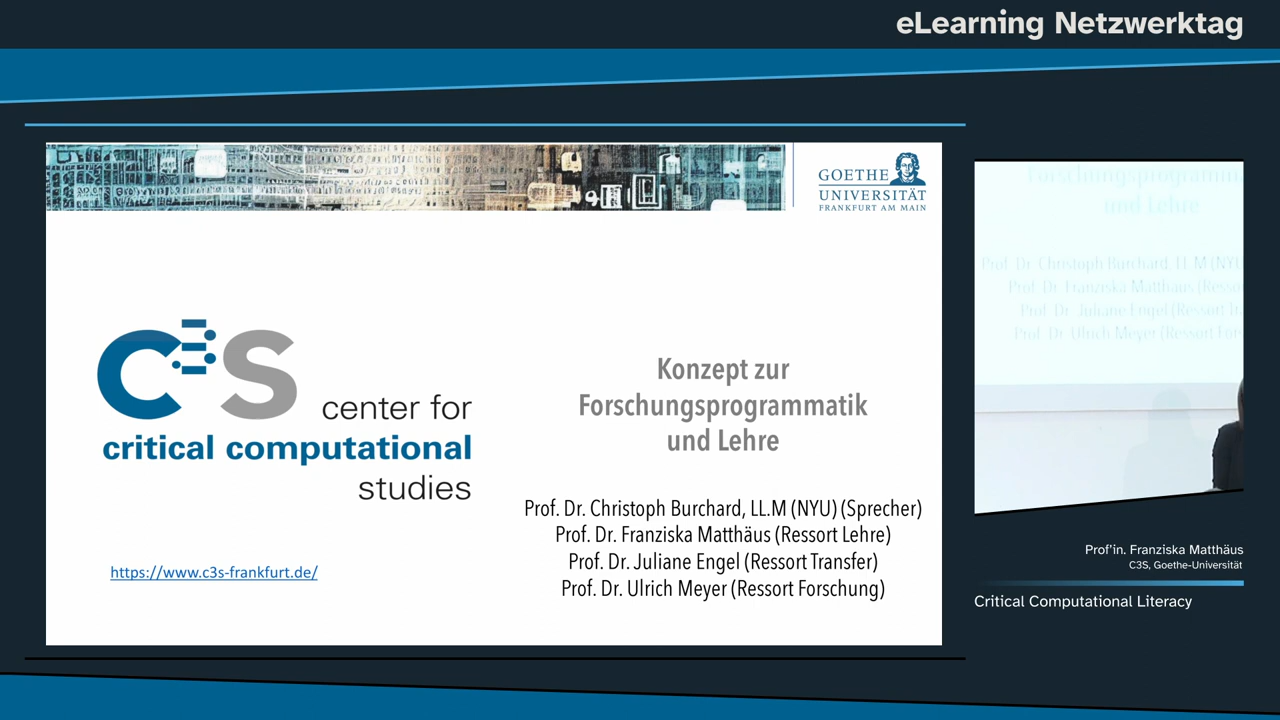 eLearning Netzwerktag
GOETHE
UNIVERSITÄT
FRANKFURT AM MAIN
C3S
center for
critical computational
studies
https://www.c3s-frankfurt.de/
Konzept zur
Forschungsprogrammatik
und Lehre
Prof. Dr. Christoph Burchard, LL.M (NYU) (Sprecher)
Prof. Dr. Franziska Matthäus (Ressort Lehre)
Prof. Dr. Juliane Engel (Ressort Transfer)
Prof. Dr. Ulrich Meyer (Ressort Forschung)
Forschungsprogramm
und Lehre
Prof. Dr. Christoph Burchard, LL.M (NY
Prof. Dr. Franziska Matthäus (Resso
Prof. Dr. Juliane Engel (Ressort Tr
Prof. Dr. Ulrich Meyer (Ressort For
Prof'in. Franziska Matthäus
C3S, Goethe-Universität
Critical Computational Literacy